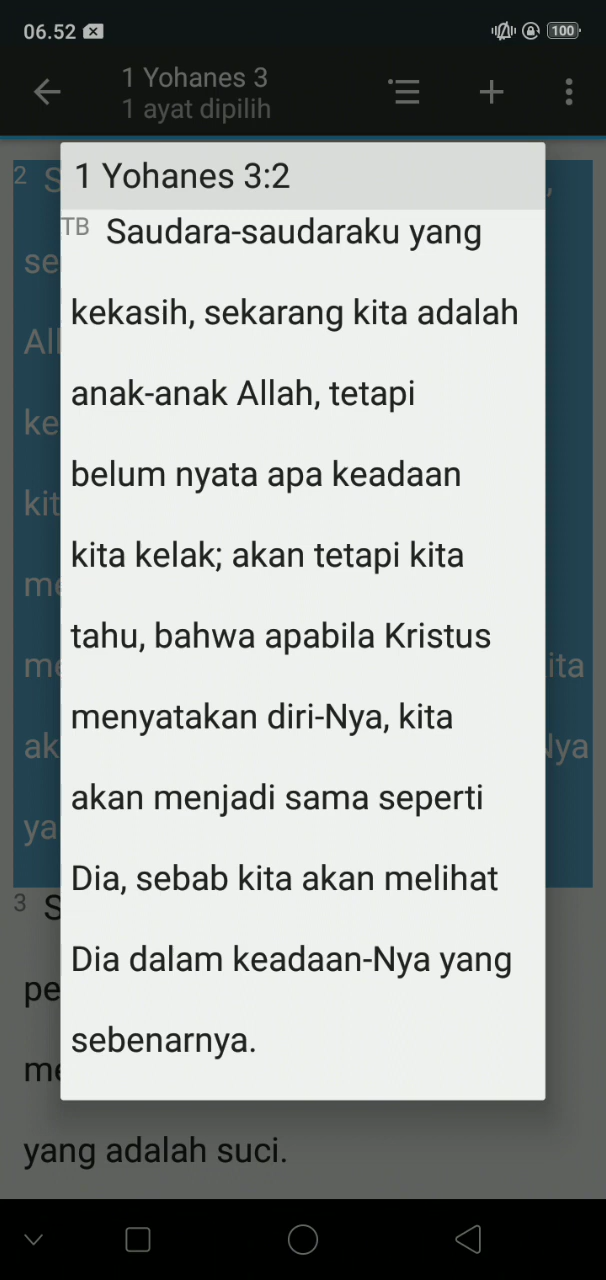 06.52
100
1 Yohanes 3
1 ayat dipilih
1 Yohanes 3:2
TB Saudara-saudaraku yang
kekasih, sekarang kita adalah
anak-anak Allah, tetapi
belum nyata apa keadaan
kita kelak; akan tetapi kita
tahu, bahwa apabila Kristus
menyatakan diri-Nya, kita
akan menjadi sama seperti
Dia, sebab kita akan melihat
Dia dalam keadaan-Nya yang
sebenarnya.
2
3
yang adalah suci.